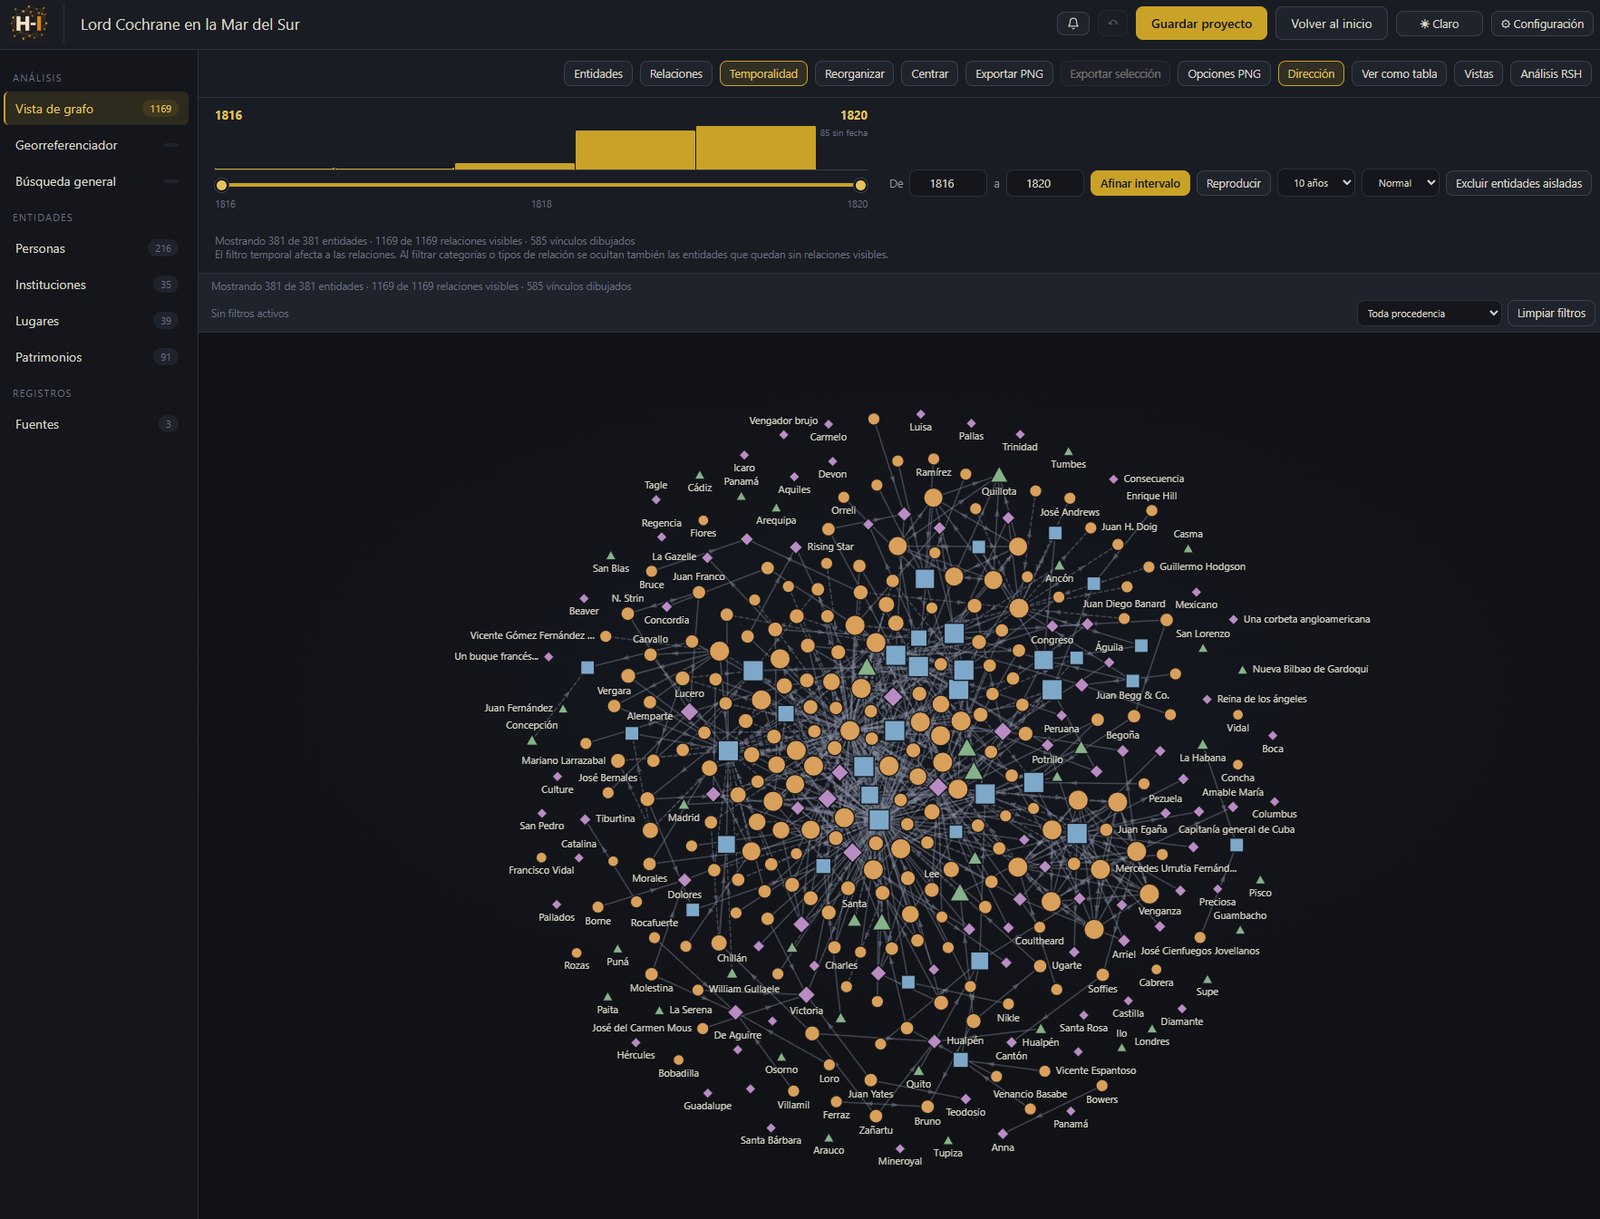 H-I
Lord Cochrane en la Mar del Sur
Guardar proyecto
Volver al inicio
☀ Claro
⚙ Configuración
ANÁLISIS
Vista de grafo 1169
Georreferenciador
Búsqueda general
ENTIDADES
Personas 216
Instituciones 35
Lugares 39
Patrimonios 91
REGISTROS
Fuentes 3
Entidades
Relaciones
Temporalidad
Reorganizar
Centrar
Exportar PNG
Exportar selección
Opciones PNG
Dirección
Ver como tabla
Vistas
Análisis RSH
1816
1820
85 sin fecha
1816
1818
1820
De 1816 a 1820
Afinar intervalo
Reproducir
10 años
Normal
Excluir entidades aisladas
Mostrando 381 de 381 entidades · 1169 de 1169 relaciones visibles · 585 vínculos dibujados
El filtro temporal afecta a las relaciones. Al filtrar categorías o tipos de relación se ocultan también las entidades que quedan sin relaciones visibles.
Mostrando 381 de 381 entidades · 1169 de 1169 relaciones visibles · 585 vínculos dibujados
Sin filtros activos
Toda procedencia
Limpiar filtros
Vengador brujo
Luisa
Carmelo
Pallas
Trinidad
Tumbes
Icaro
Devon
Ramírez
Panamá
Cádiz
Tagle
Aquiles
Quillota
Consecuencia
Enrique Hill
Orrell
José Andrews
Arequipa
Regencia
Flores
Juan H. Doig
Casma
Rising Star
La Gazelle
San Blas
Bruce
Juan Franco
Ancón
Guillermo Hodgson
N. Strin
Beaver
Concordia
Juan Diego Banard
Mexicano
Una corbeta angloamericana
Vicente Gómez Fernández ...
Carvallo
Congreso
San Lorenzo
Águila
Un buque francés...
Nueva Bilbao de Gardoqui
Vergara
Lucero
Juan Begg & Co.
Reina de los ángeles
Juan Fernández
Alemparte
Concepción
Peruana
Begoña
Vidal
Boca
Mariano Larrazabal
Potrillo
La Habana
José Bernales
Culture
Concha
Amable María
Pezuela
San Pedro
Tiburtina
Madrid
Columbus
Juan Egaña
Capitanía general de Cuba
Catalina
Francisco Vidal
Morales
Lee
Mercedes Urrutia Fernánd...
Dolores
Pisco
Preciosa
Pallados
Borne
Rocafuerte
Santa
Venganza
Guambacho
Coultheard
Arriel
José Cienfuegos Jovellanos
Rozas
Puná
Chillán
Charles
Ugarte
Cabrera
Molestina
William Gullaele
Soffies
Supe
Paita
La Serena
Victoria
Nikle
Castilla
Diamante
José del Carmen Mous
De Aguirre
Santa Rosa
Ilo
Londres
Hualpén
Hualpén
Hércules
Cantón
Bobadilla
Osorno
Loro
Quito
Vicente Espantoso
Guadalupe
Villamil
Juan Yates
Venancio Basabe
Bowers
Ferraz
Bruno
Teodosio
Panamá
Zañartu
Santa Bárbara
Arauco
Anna
Mineroyal
Tupiza